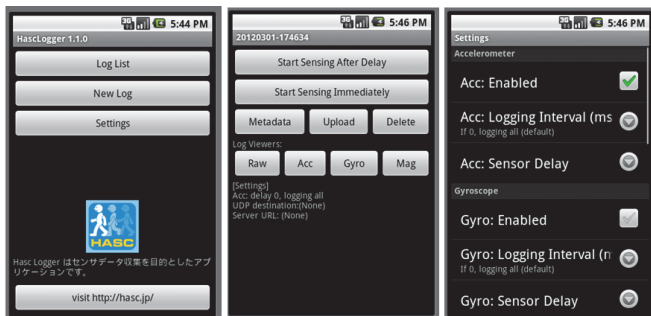 5:44 PM
HascLogger 1.1.0
Log List
New Log
Settings
HASC
Hasc Logger はセンサデータ収集を目的としたアプ
リケーションです。
visit http://hasc.jp/
3G 5:46 PM
20120301-174634
Start Sensing After Delay
Start Sensing Immediately
Metadata Upload Delete
Log Viewers:
Raw Acc Gyro Mag
[Settings]
Acc: delay 0, logging all
UDP destination:(None)
Server URL: (None)
3G 5:46 PM
Settings
Accelerometer
Acc: Enabled
Acc: Logging Interval (ms
If 0, logging all (default)
Acc: Sensor Delay
Gyroscope
Gyro: Enabled
Gyro: Logging Interval (n
If 0, logging all (default)
Gyro: Sensor Delay